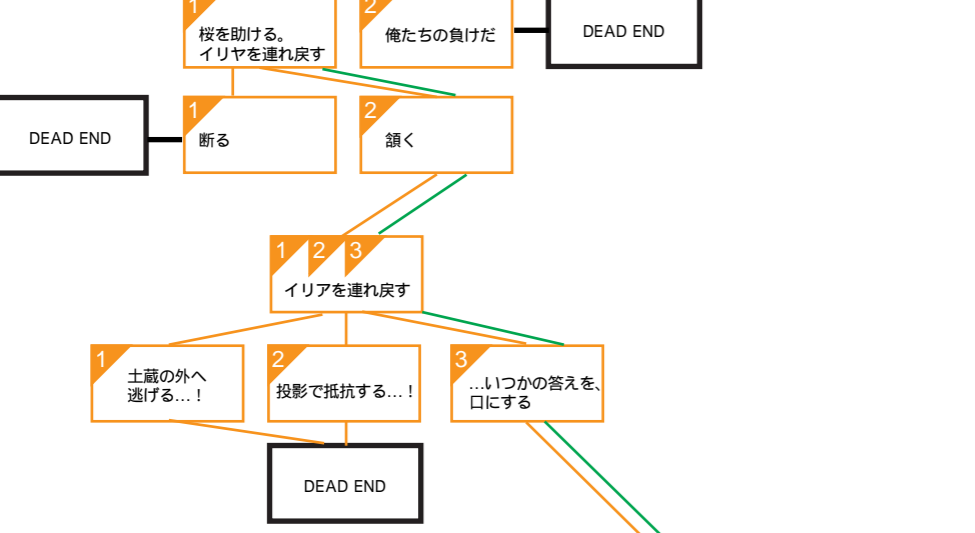 1
桜を助ける。
イリヤを連れ戻す
2
俺たちの負けだ
DEAD END
DEAD END
1
断る
2
頷く
1 2 3
イリアを連れ戻す
1
土蔵の外へ
逃げる…！
2
投影で抵抗する…！
3
…いつかの答えを、
口にする
DEAD END